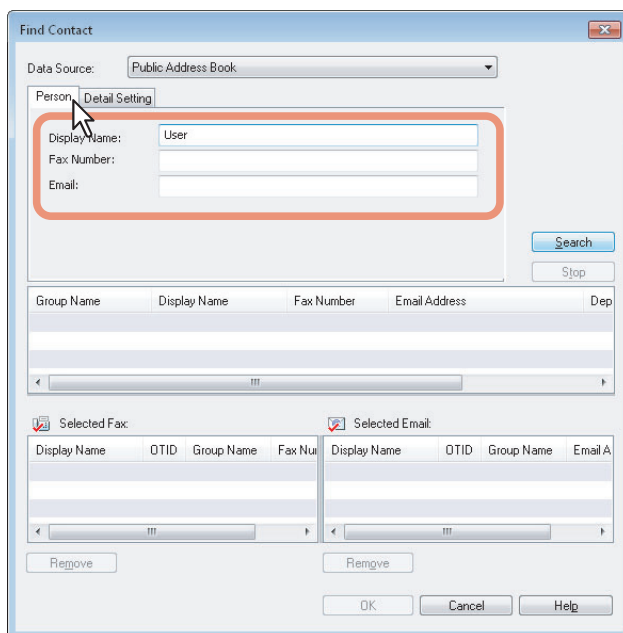 Find Contact
Data Source: Public Address Book
Person Detail Setting
Display Name: User
Fax Number:
Email:
Search
Stop
Group Name Display Name Fax Number Email Address Dep
Selected Fax: Selected Email:
Display Name OTID Group Name Fax Nur Display Name OTID Group Name Email A
Remove Remove
OK Cancel Help